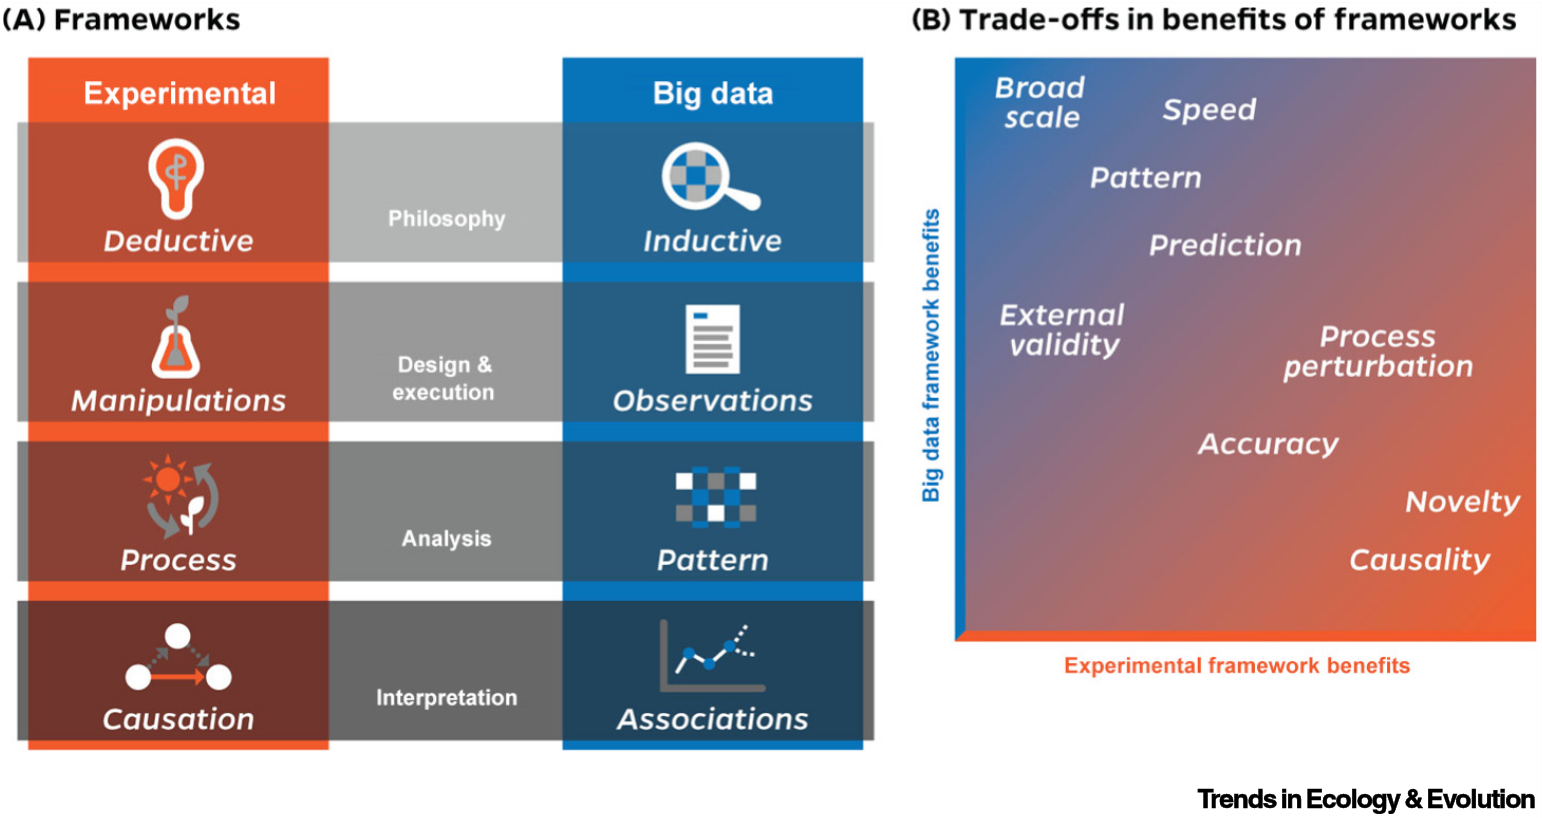 (A) Frameworks
Experimental
Big data
Deductive
Philosophy
Inductive
Manipulations
Design &
execution
Observations
Process
Analysis
Pattern
Causation
Interpretation
Associations
(B) Trade-offs in benefits of frameworks
Big data framework benefits
Broad
scale
Speed
Pattern
Prediction
External
validity
Process
perturbation
Accuracy
Novelty
Causality
Experimental framework benefits
Trends in Ecology & Evolution